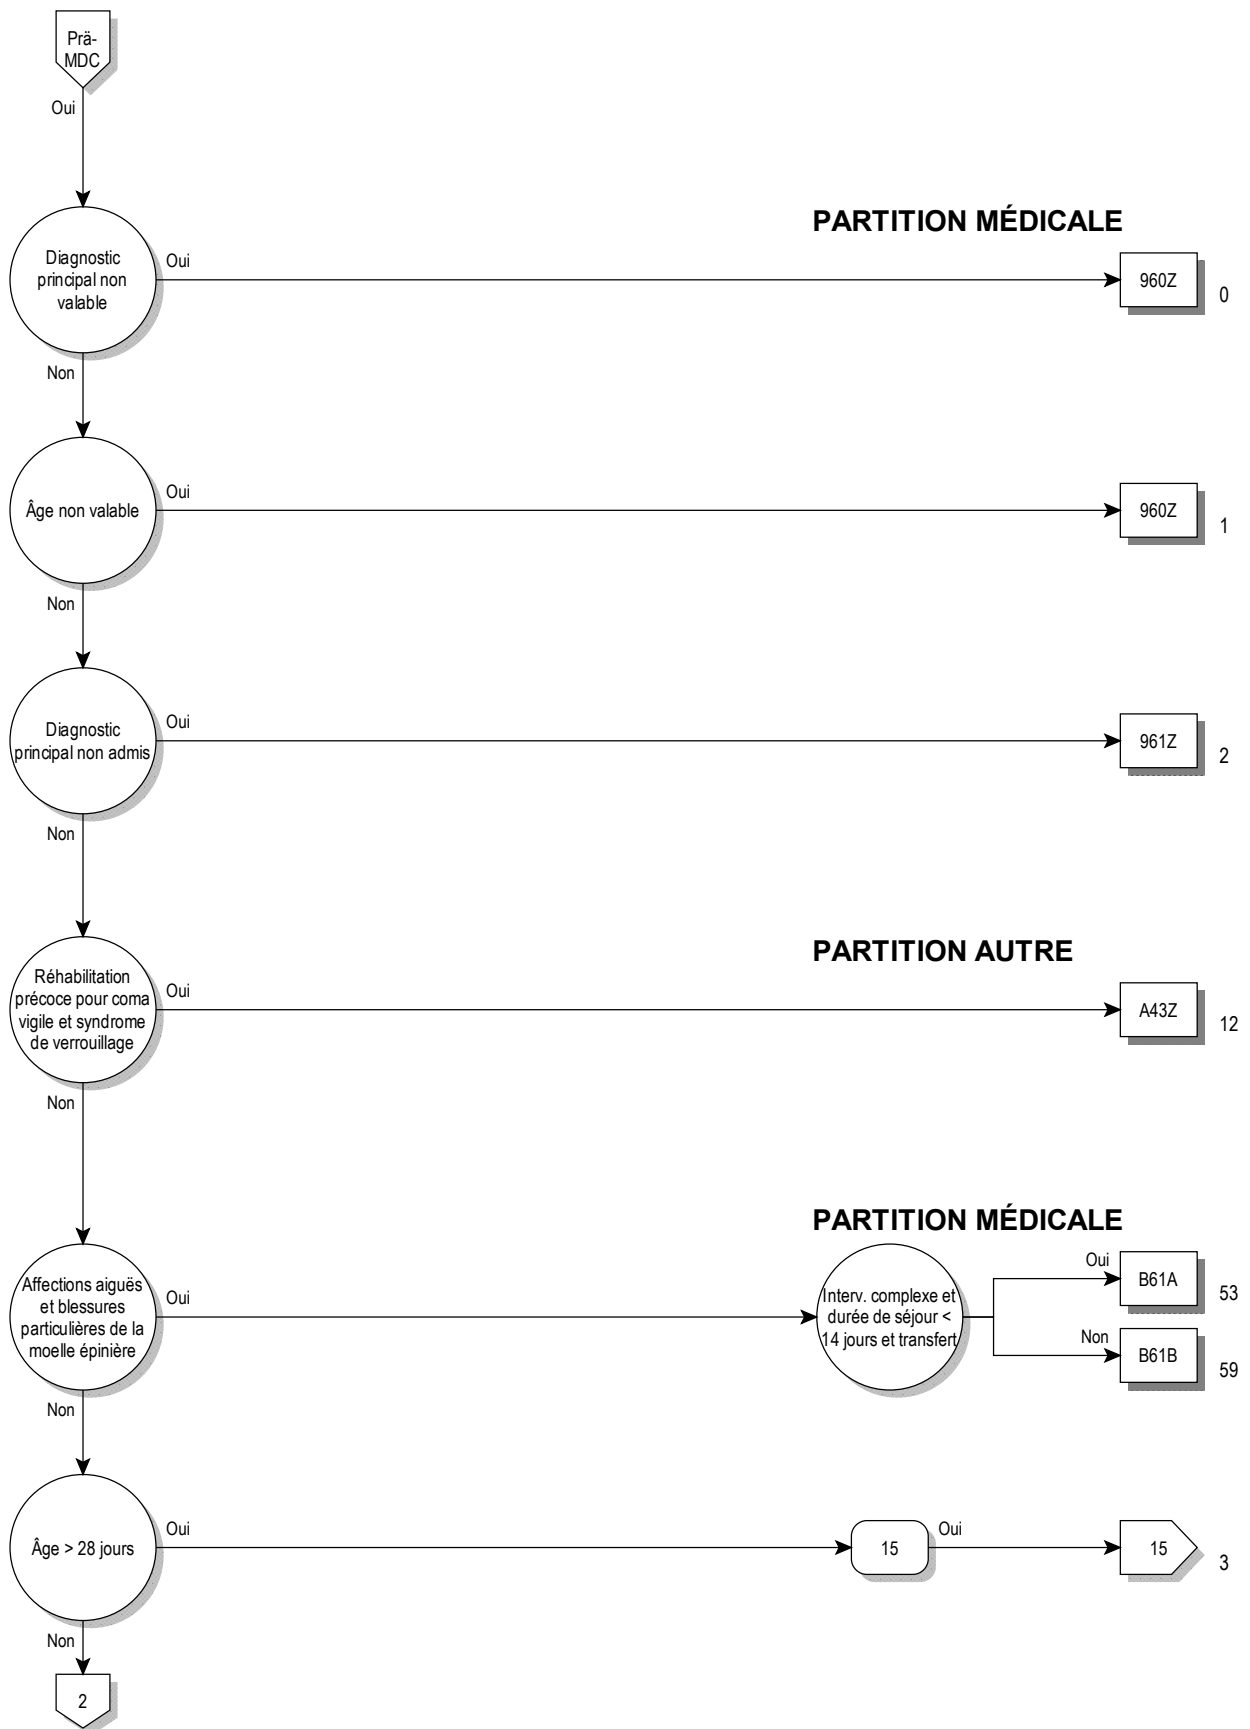 Prä-
MDC
Oui
PARTITION MÉDICALE
Diagnostic
principal non
valable
Oui
960Z
0
Non
Âge non valable
Oui
960Z
1
Non
Diagnostic
principal non admis
Oui
961Z
2
Non
PARTITION AUTRE
Réhabilitation
précoce pour coma
vigile et syndrome
de verrouillage
Oui
A43Z
12
Non
PARTITION MÉDICALE
Affections aiguës
et blessures
particulières de la
moelle épinière
Oui
Interv. complexe et
durée de séjour <
14 jours et transfert
Oui
B61A
53
Non
B61B
59
Non
Âge > 28 jours
Oui
15
Oui
15
3
Non
2